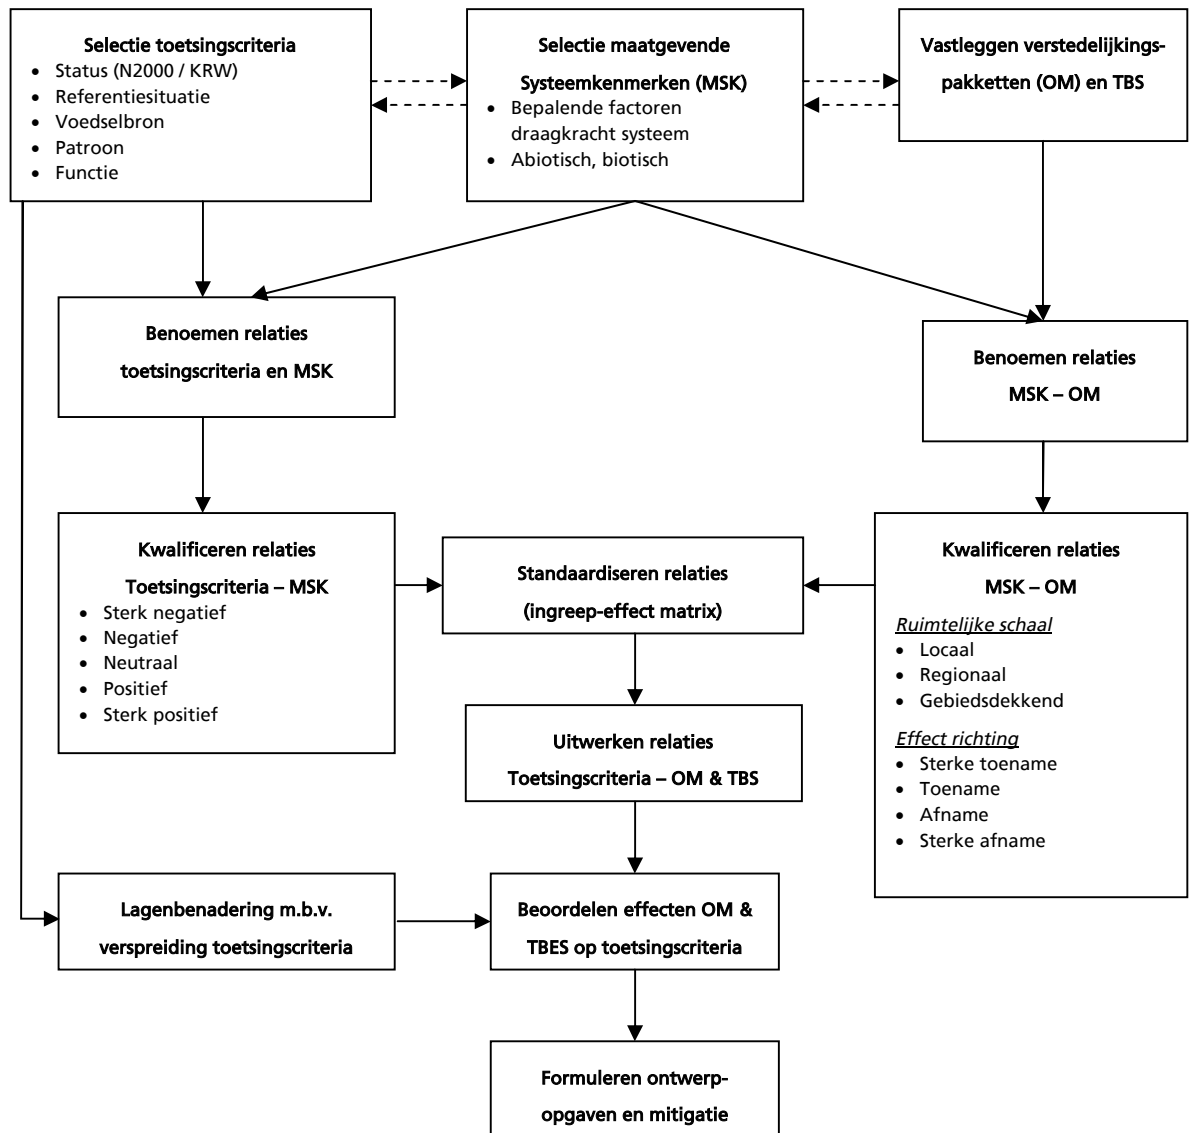 Selectie toetsingscriteria
• Status (N2000 / KRW)
• Referentiesituatie
• Voedselbron
• Patroon
• Functie
Selectie maatgevende
Systeemkenmerken (MSK)
• Bepalende factoren
draagkracht systeem
• Abiotisch, biotisch
Vastleggen verstedelijkings-
pakketten (OM) en TBS
Benoemen relaties
toetsingscriteria en MSK
Benoemen relaties
MSK – OM
Kwalificeren relaties
Toetsingscriteria – MSK
• Sterk negatief
• Negatief
• Neutraal
• Positief
• Sterk positief
Standaardiseren relaties
(ingreep-effect matrix)
Kwalificeren relaties
MSK – OM
Ruimtelijke schaal
• Locaal
• Regionaal
• Gebiedsdekkend
Effect richting
• Sterke toename
• Toename
• Afname
• Sterke afname
Uitwerken relaties
Toetsingscriteria – OM & TBS
Lagenbenadering m.b.v.
verspreiding toetsingscriteria
Beoordelen effecten OM &
TBES op toetsingscriteria
Formuleren ontwerp-
opgaven en mitigatie